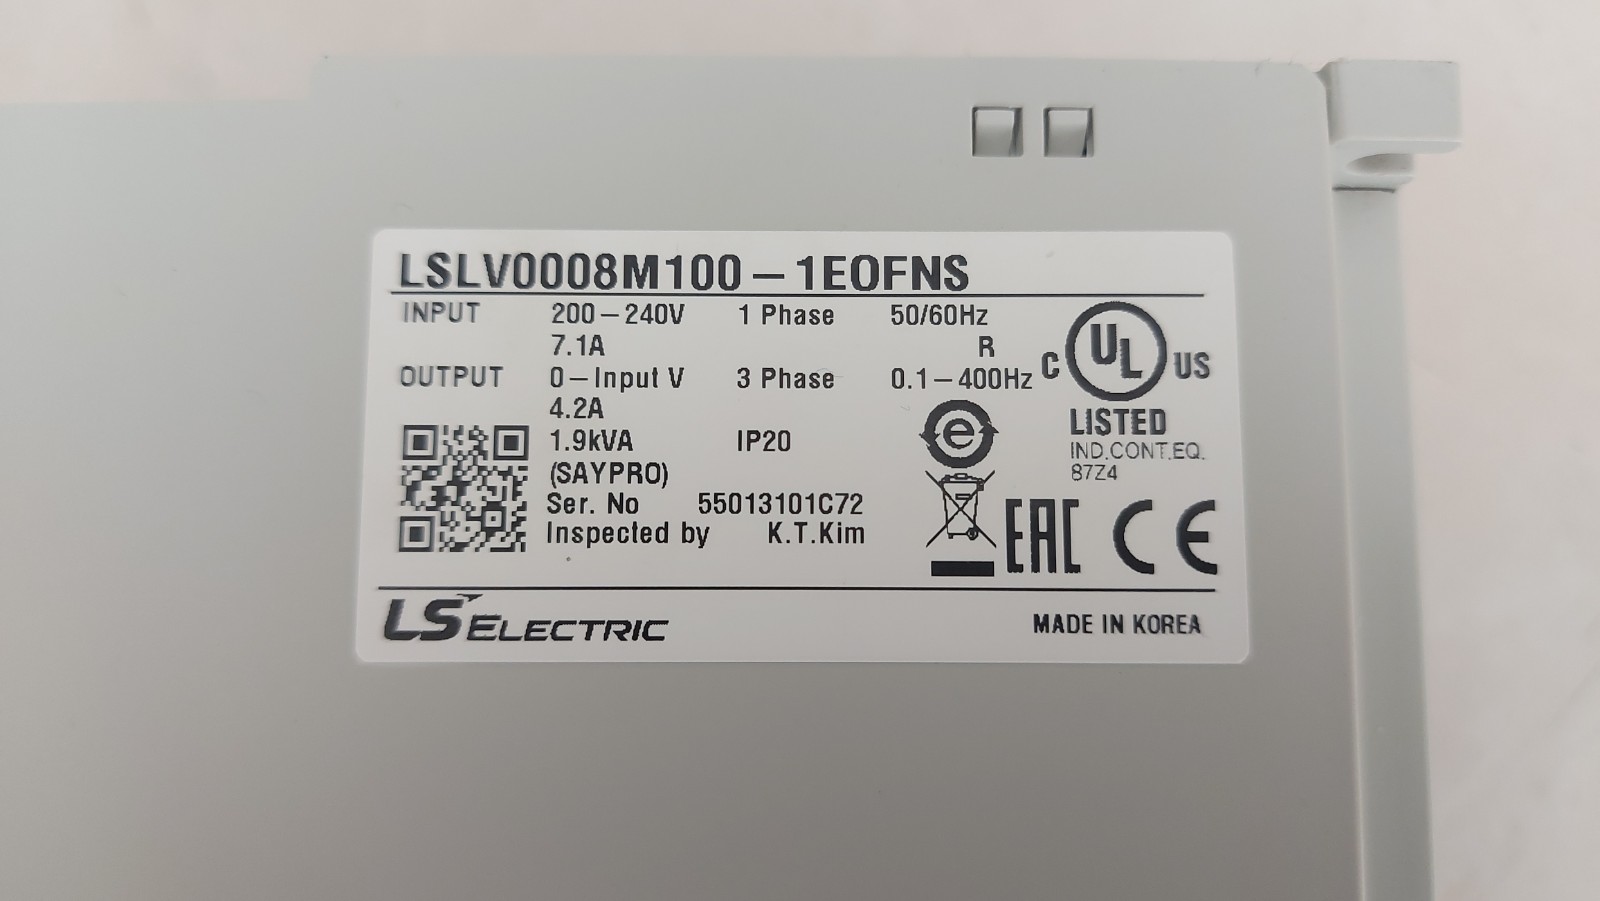 LSLV0008M100-1EOFNS
INPUT 200-240V 1 Phase 50/60Hz
7.1A R
OUTPUT 0-Input V 3 Phase 0.1-400Hz
4.2A
1.9kVA IP20
(SAYPRO)
Ser. No 55013101C72
Inspected by K.T.Kim
C UL US
LISTED
IND.CONT.EQ.
87Z4
e
EAC CE
LS ELECTRIC MADE IN KOREA